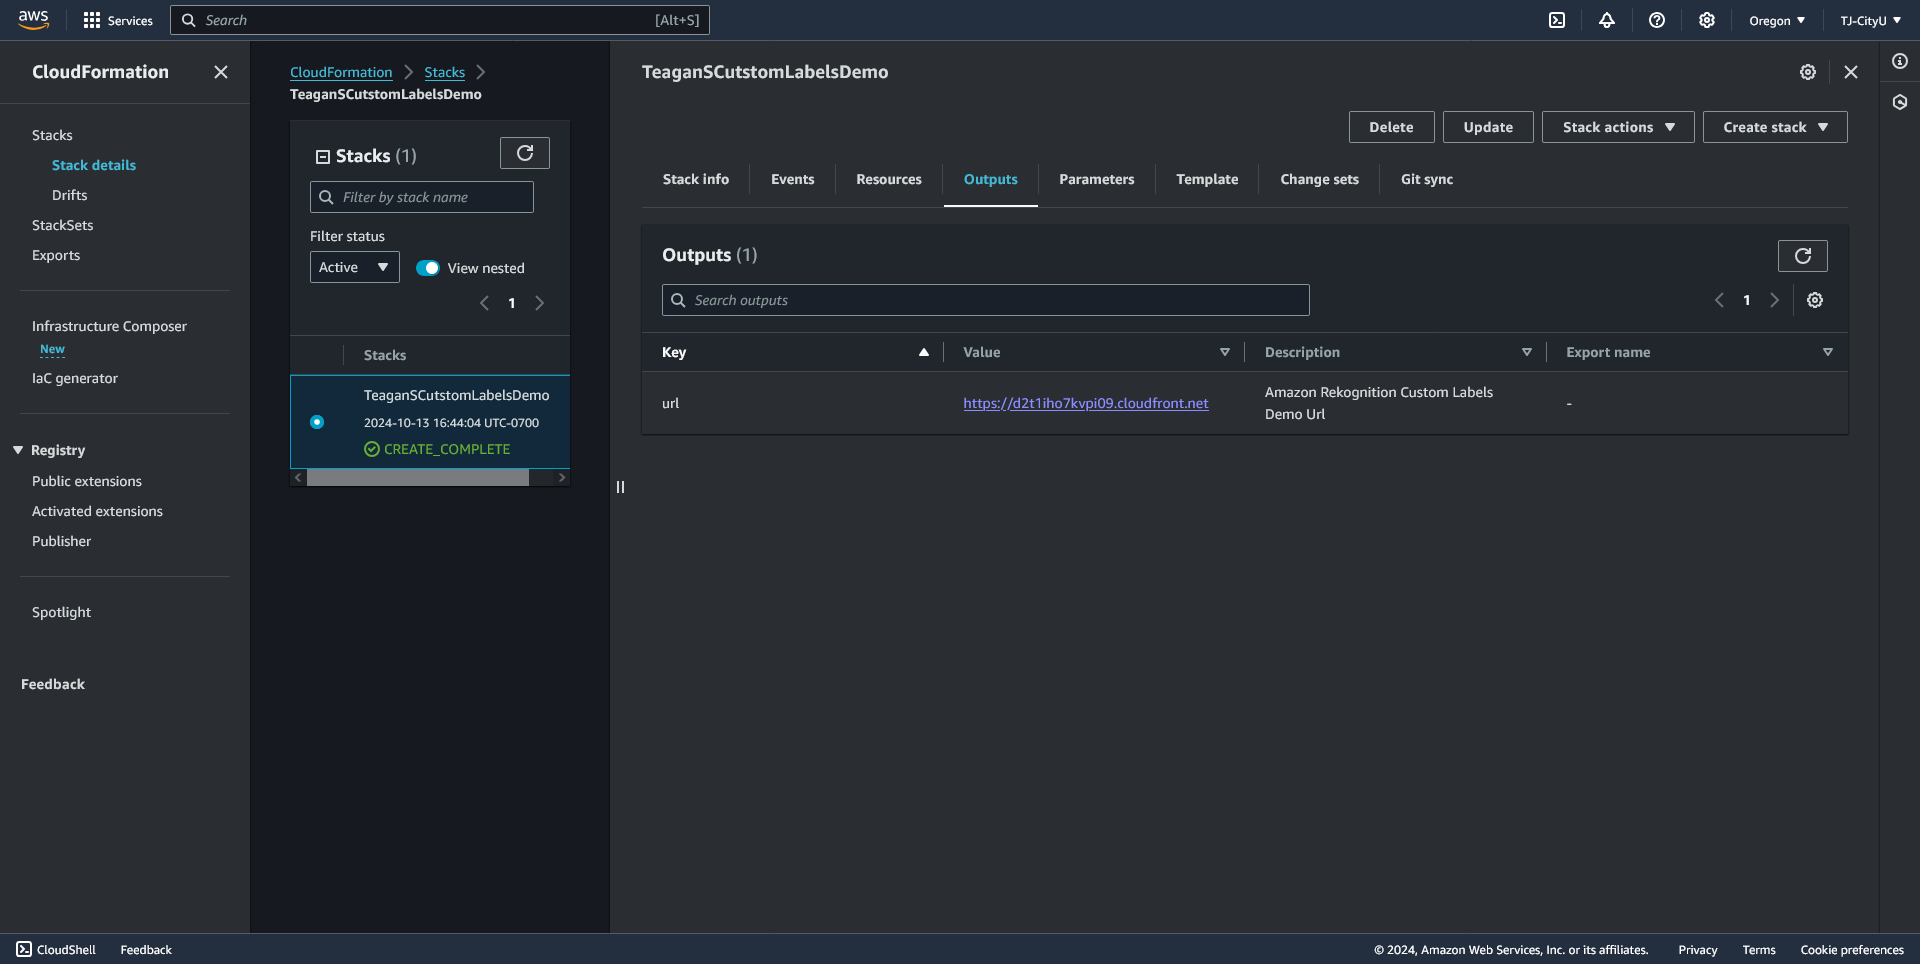 aws
Services
Search
[Alt+S]
Oregon
TJ-CityU
CloudFormation
Stacks
Stack details
Drifts
StackSets
Exports
Infrastructure Composer
New
IaC generator
Registry
Public extensions
Activated extensions
Publisher
Spotlight
Feedback
CloudFormation
Stacks
TeaganSCutstomLabelsDemo
Stacks (1)
Filter by stack name
Filter status
Active
View nested
1
Stacks
TeaganSCutstomLabelsDemo
2024-10-13 16:44:04 UTC-0700
CREATE_COMPLETE
TeaganSCutstomLabelsDemo
Delete
Update
Stack actions
Create stack
Stack info
Events
Resources
Outputs
Parameters
Template
Change sets
Git sync
Outputs (1)
Search outputs
1
Key
Value
Description
Export name
url
https://d2t1iho7kvpi09.cloudfront.net
Amazon Rekognition Custom Labels
Demo Url
-
CloudShell
Feedback
© 2024, Amazon Web Services, Inc. or its affiliates.
Privacy
Terms
Cookie preferences